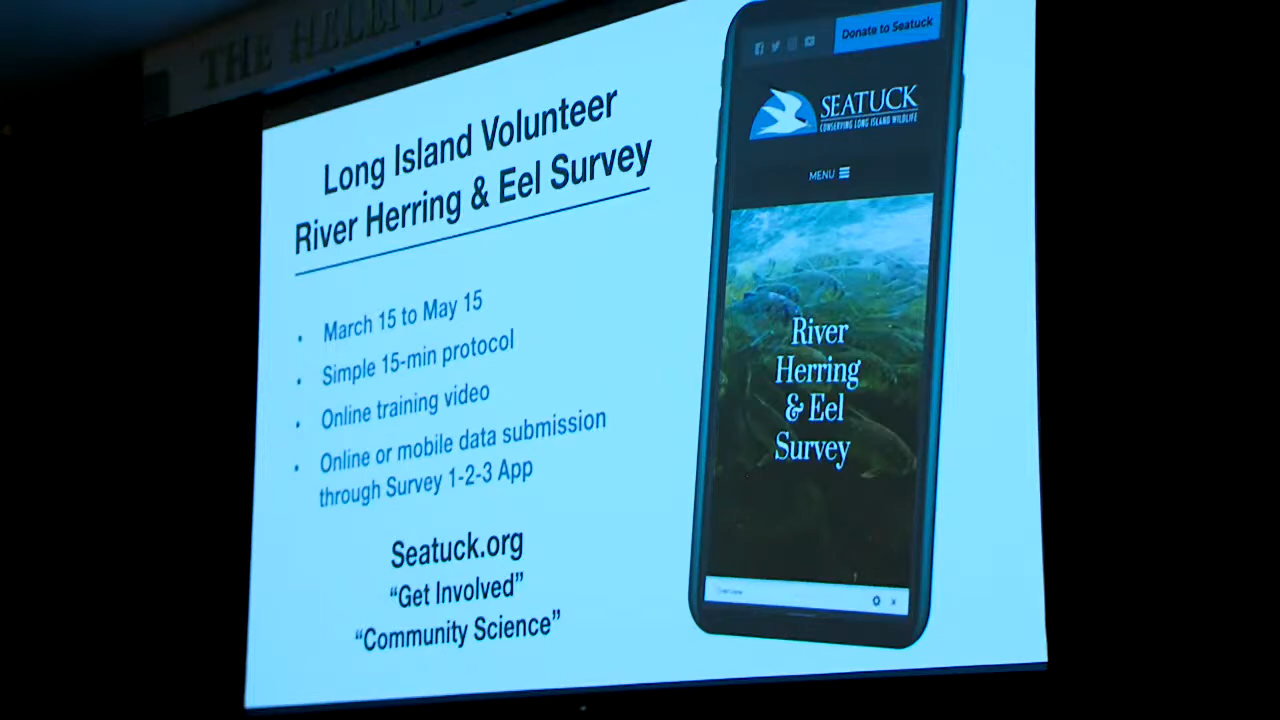 THE HELENE
Long Island Volunteer
River Herring & Eel Survey
• March 15 to May 15
• Simple 15-min protocol
• Online training video
• Online or mobile data submission
through Survey 1-2-3 App
Seatuck.org
“Get Involved”
“Community Science”
Donate to Seatuck
SEATUCK
CONSERVING LONG ISLAND WILDLIFE
MENU
River
Herring
& Eel
Survey